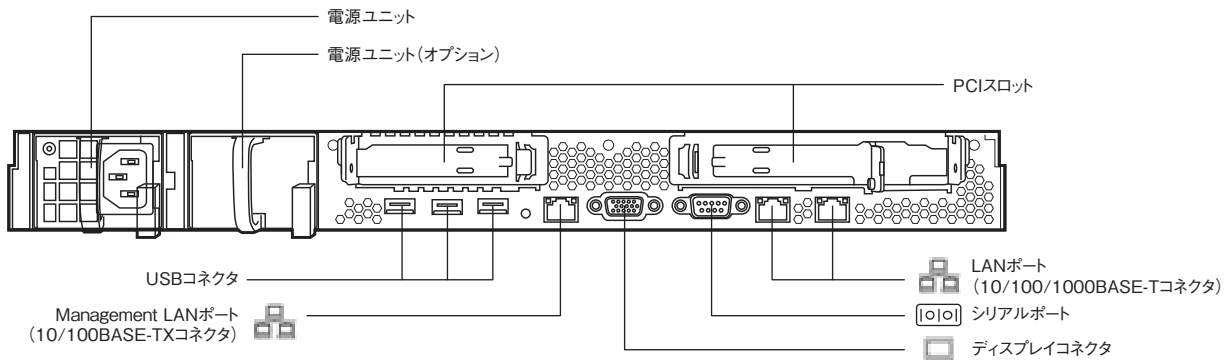 電源ユニット
電源ユニット(オプション)
PCIスロット
USBコネクタ
Management LANポート
(10/100BASE-TXコネクタ)
LANポート
(10/100/1000BASE-Tコネクタ)
シリアルポート
ディスプレイコネクタ